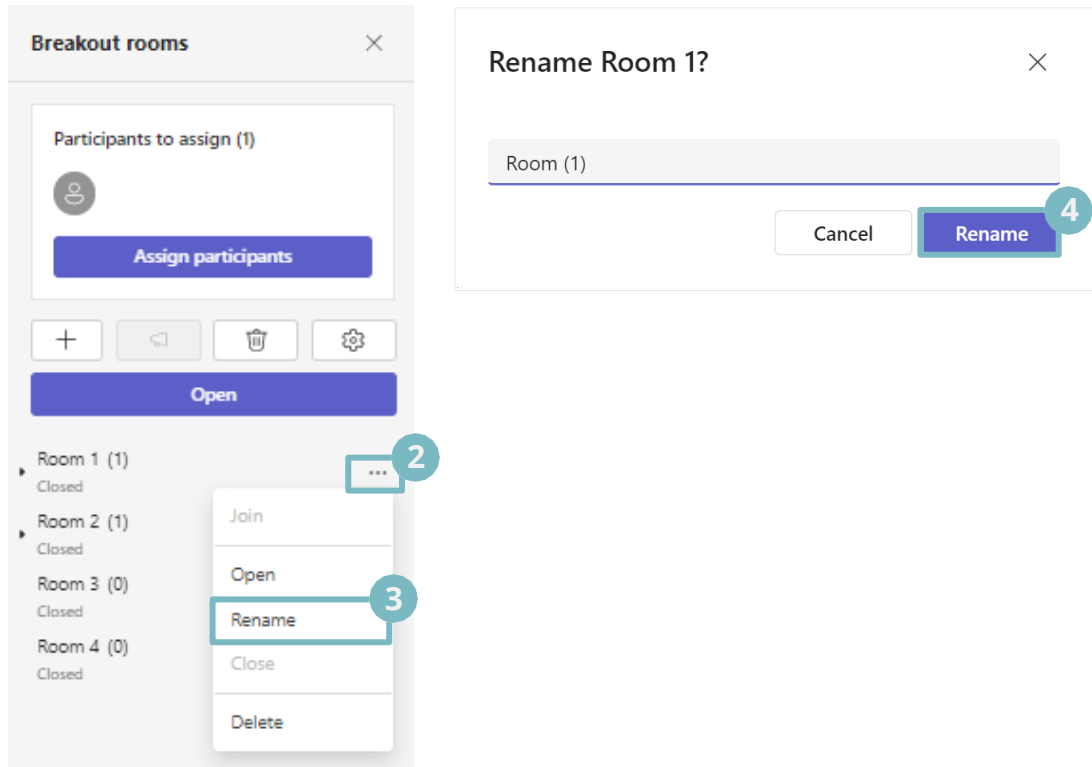 Breakout rooms
Participants to assign (1)
Assign participants
Open
Room 1 (1)
Closed
2
Room 2 (1)
Closed
Room 3 (0)
Closed
Room 4 (0)
Closed
Join
Open
Rename
3
Close
Delete
Rename Room 1?
Room (1)
Cancel
Rename
4